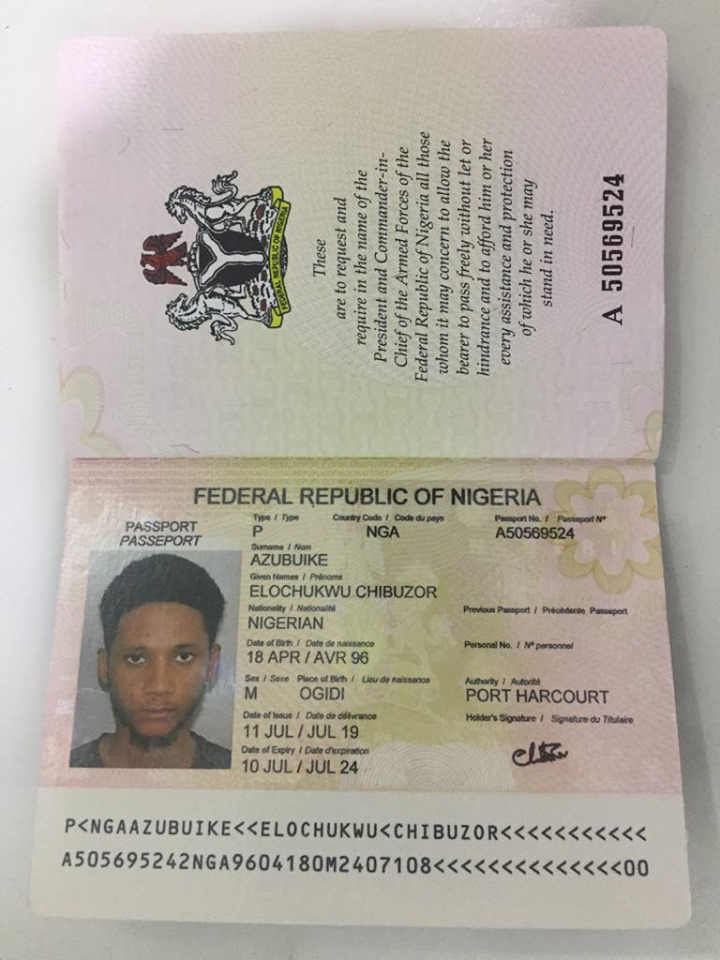 FEDERAL REPUBLIC OF NIGERIA
These
are to request and
require in the name of the
President and Commander-in-
Chief of the Armed Forces of the
Federal Republic of Nigeria all those
whom it may concern to allow the
bearer to pass freely without let or
hindrance and to afford him or her
every assistance and protection
of which he or she may
stand in need.
A 50569524
FEDERAL REPUBLIC OF NIGERIA
PASSPORT
PASSEPORT
Type / Type Country Code / Code du pays Passport No. / Passeport Nº
P NGA A50569524
Surname / Nom
AZUBUIKE
Given Names / Prénoms
ELOCHUKWU CHIBUZOR
Nationality / Nationalité Previous Passport / Précédente Passeport
NIGERIAN
Date of Birth / Date de naissance Personal No. / Nº personnel
18 APR / AVR 96
Sex / Sexe Place of Birth / Lieu de naissance Authority / Autorité
M OGIDI PORT HARCOURT
Date of Issue / Date de délivrance Holder's Signature / Signature du Titulaire
11 JUL / JUL 19
Date of Expiry / Date d'expiration
10 JUL / JUL 24
P<NGAAZUBUIKE<<ELOCHUKWU<CHIBUZOR<<<<<<<<<<<
A505695242NGA9604180M2407108<<<<<<<<<<<<<<00